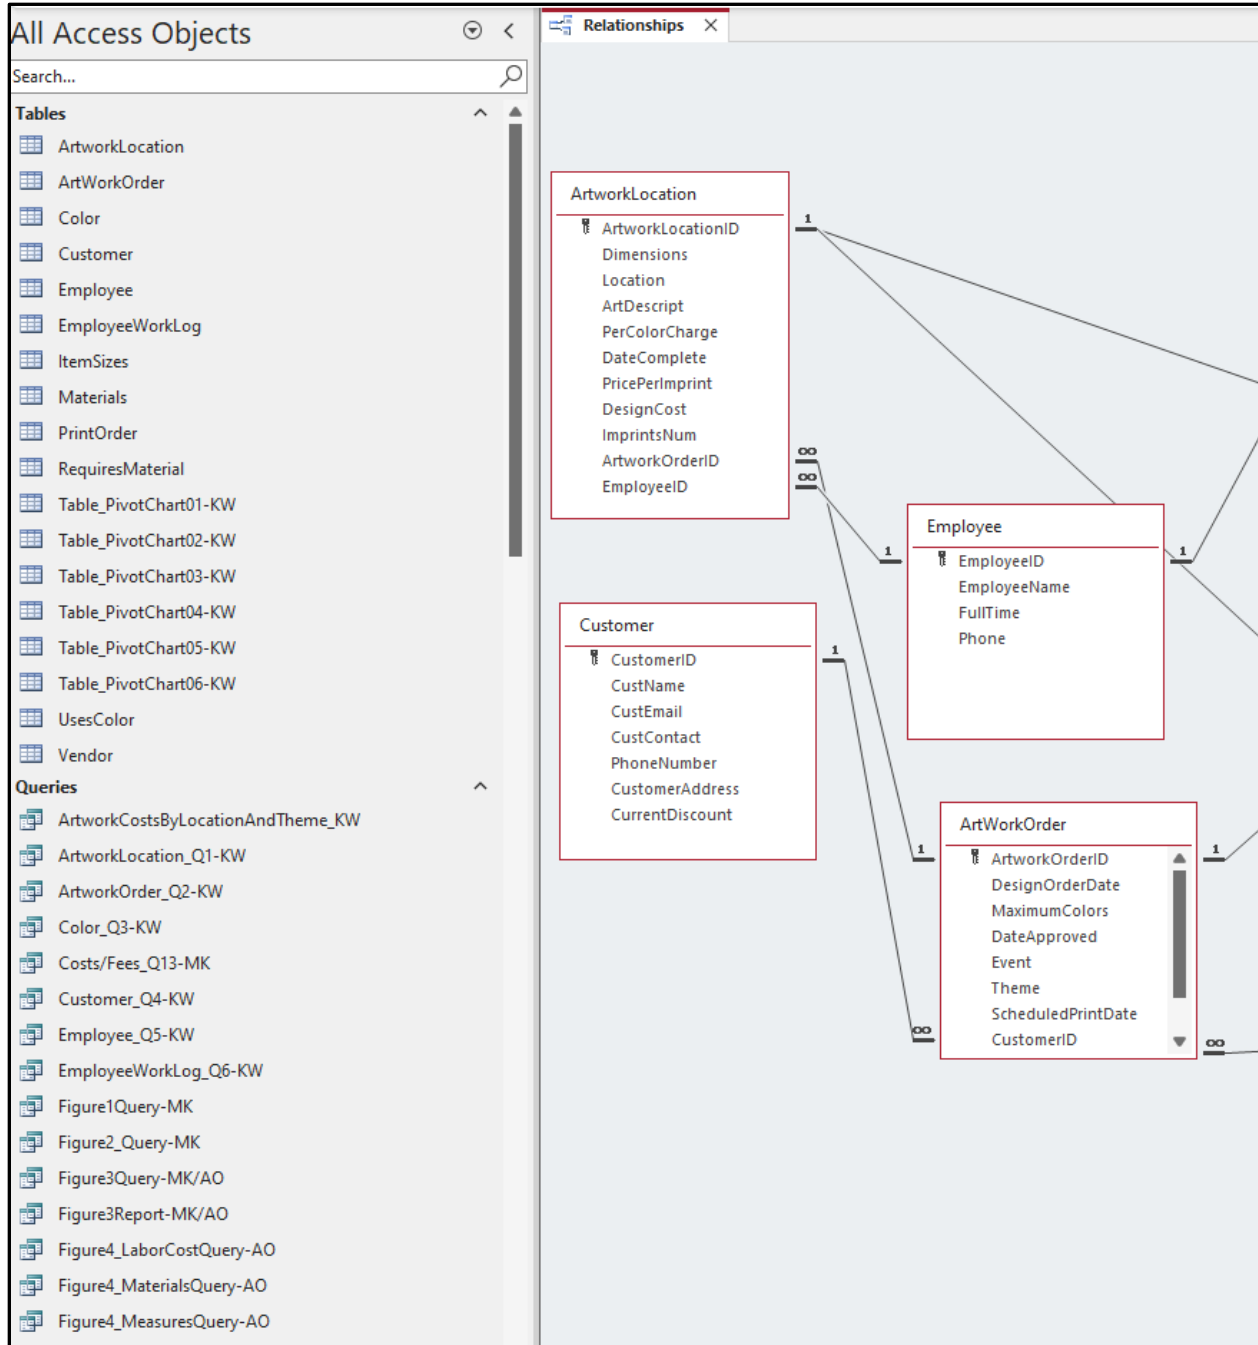 All Access Objects
Search...
Tables
ArtworkLocation
ArtWorkOrder
Color
Customer
Employee
EmployeeWorkLog
ItemSizes
Materials
PrintOrder
RequiresMaterial
Table_PivotChart01-KW
Table_PivotChart02-KW
Table_PivotChart03-KW
Table_PivotChart04-KW
Table_PivotChart05-KW
Table_PivotChart06-KW
UsesColor
Vendor
Queries
ArtworkCostsByLocationAndTheme_KW
ArtworkLocation_Q1-KW
ArtworkOrder_Q2-KW
Color_Q3-KW
Costs/Fees_Q13-MK
Customer_Q4-KW
Employee_Q5-KW
EmployeeWorkLog_Q6-KW
Figure1Query-MK
Figure2_Query-MK
Figure3Query-MK/AO
Figure3Report-MK/AO
Figure4_LaborCostQuery-AO
Figure4_MaterialsQuery-AO
Figure4_MeasuresQuery-AO
Relationships
ArtworkLocation
ArtworkLocationID
1
Dimensions
Location
ArtDescript
PerColorCharge
DateComplete
PricePerImprint
DesignCost
ImprintsNum
ArtworkOrderID
∞
EmployeeID
∞
Employee
1
EmployeeID
1
EmployeeName
FullTime
Phone
Customer
CustomerID
1
CustName
CustEmail
CustContact
PhoneNumber
CustomerAddress
CurrentDiscount
ArtWorkOrder
1
ArtworkOrderID
1
DesignOrderDate
MaximumColors
DateApproved
Event
Theme
ScheduledPrintDate
∞
CustomerID
∞